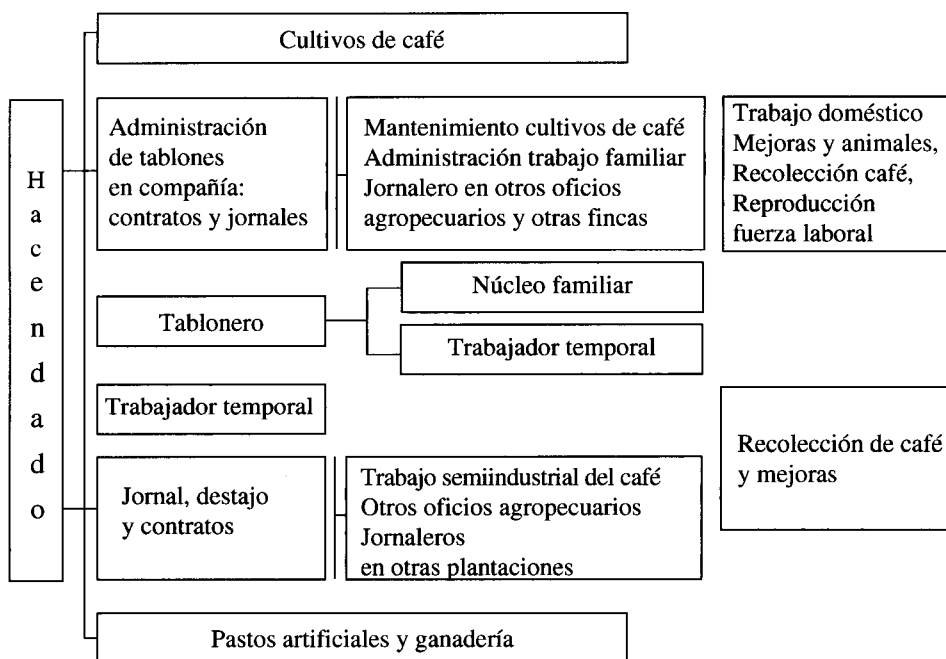 Cultivos de café
Hacendado
Administración
de tablones
en compañía:
contratos y jornales
Mantenimiento cultivos de café
Administración trabajo familiar
Jornalero en otros oficios
agropecuarios y otras fincas
Trabajo doméstico
Mejoras y animales,
Recolección café,
Reproducción
fuerza laboral
Tablonero
Núcleo familiar
Trabajador temporal
Trabajador temporal
Jornal, destajo
y contratos
Trabajo semiindustrial del café
Otros oficios agropecuarios
Jornaleros
en otras plantaciones
Recolección de café
y mejoras
Pastos artificiales y ganadería